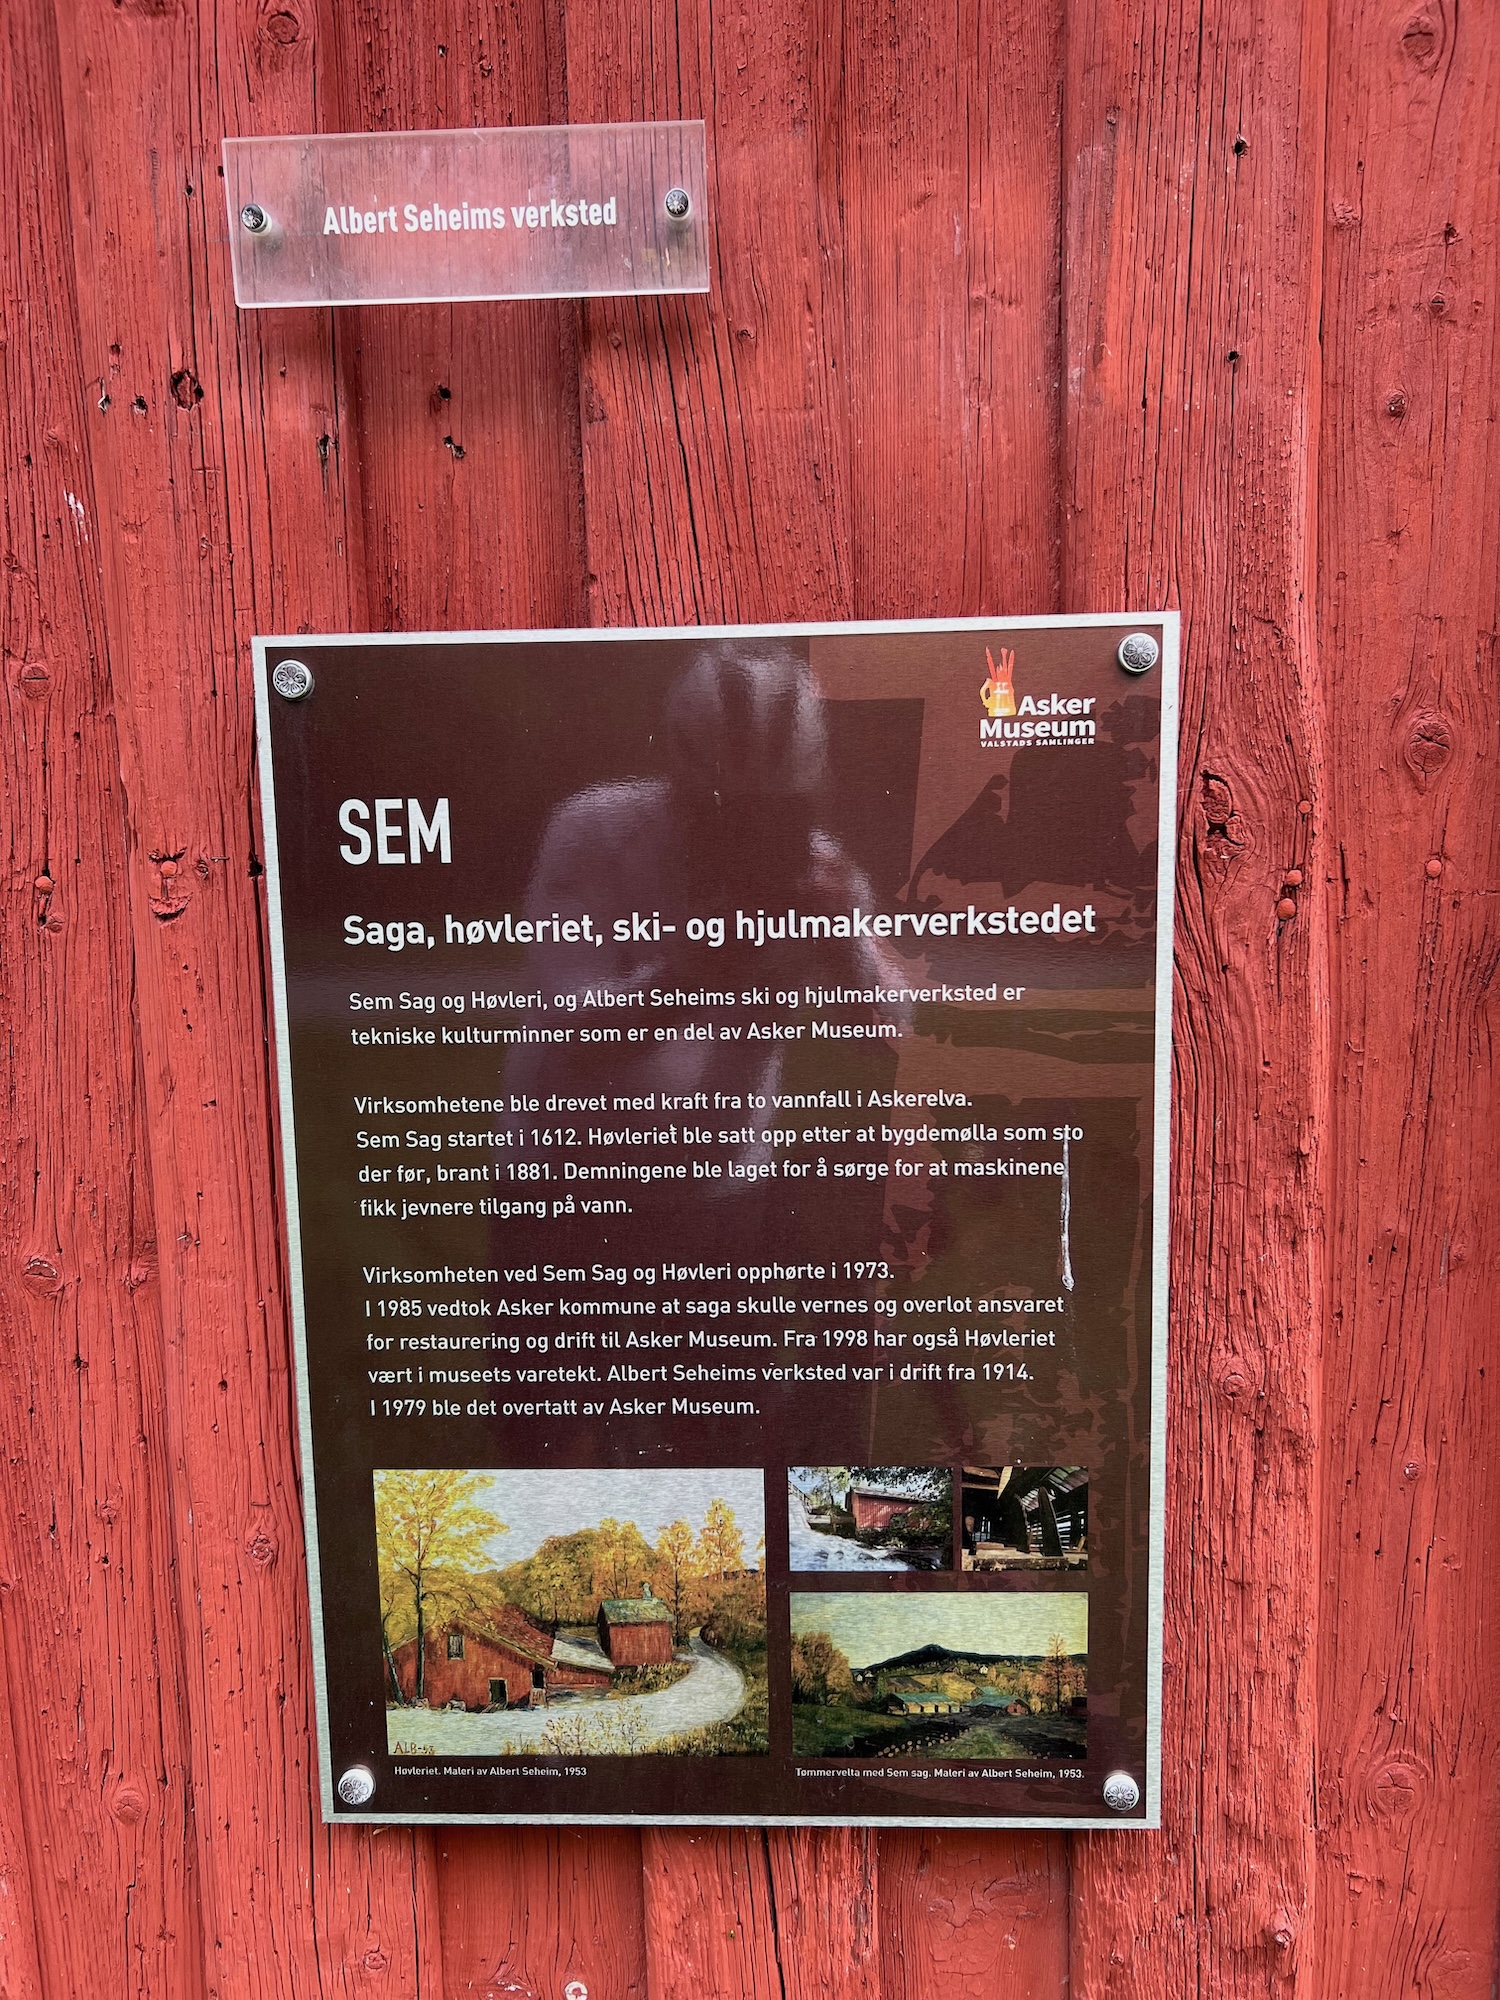 Albert Seheims verksted
Asker
Museum
VALSTADS SAMLINGER
SEM
Saga, høvleriet, ski- og hjulmakerverkstedet
Sem Sag og Høvleri, og Albert Seheims ski og hjulmakerverksted er
tekniske kulturminner som er en del av Asker Museum.
Virksomhetene ble drevet med kraft fra to vannfall i Askerelva.
Sem Sag startet i 1612. Høvleriet ble satt opp etter at bygdemølla som sto
der før, brant i 1881. Demningene ble laget for å sørge for at maskinene
fikk jevnere tilgang på vann.
Virksomheten ved Sem Sag og Høvleri opphørte i 1973.
I 1985 vedtok Asker kommune at saga skulle vernes og overlot ansvaret
for restaurering og drift til Asker Museum. Fra 1998 har også Høvleriet
vært i museets varetekt. Albert Seheims verksted var i drift fra 1914.
I 1979 ble det overtatt av Asker Museum.
ALB-53
Høvleriet. Maleri av Albert Seheim, 1953
Tømmervelta med Sem sag. Maleri av Albert Seheim, 1953.